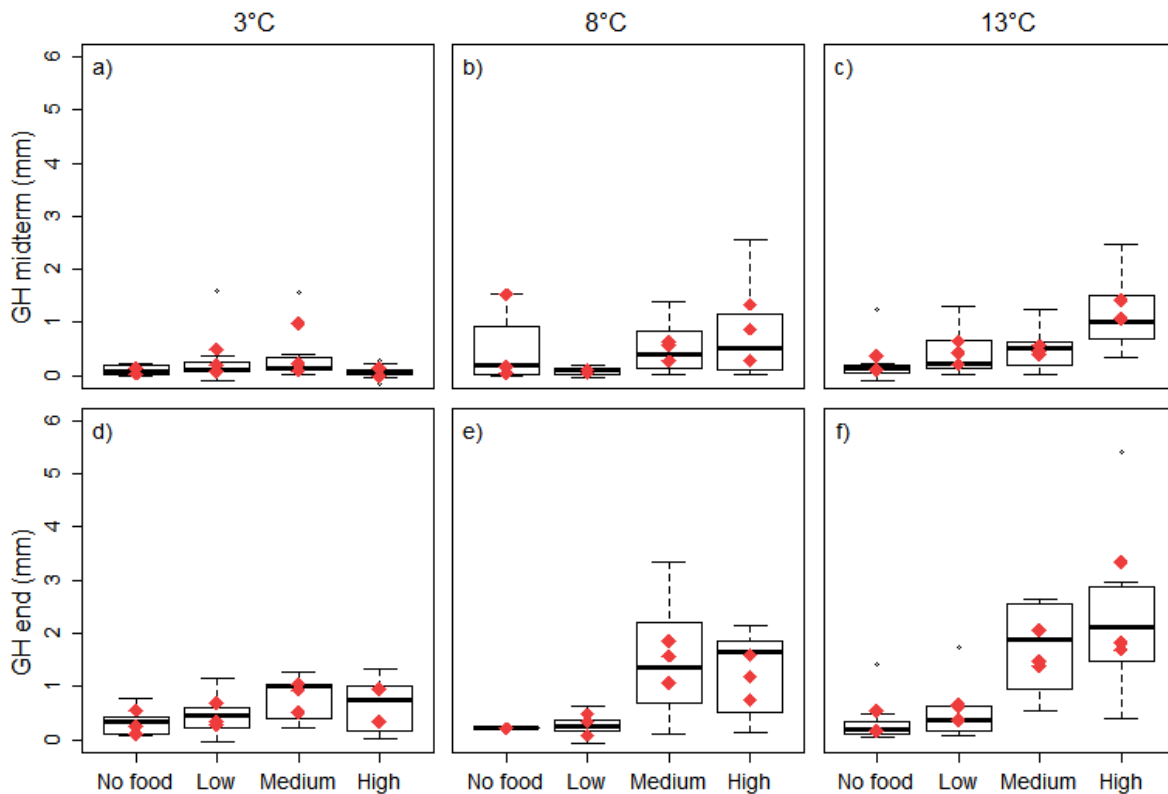 3°C 8°C 13°C
a) b) c)
GH midterm (mm)
6
5
4
3
2
1
0
d) e) f)
GH end (mm)
6
5
4
3
2
1
0
No food Low Medium High No food Low Medium High No food Low Medium High